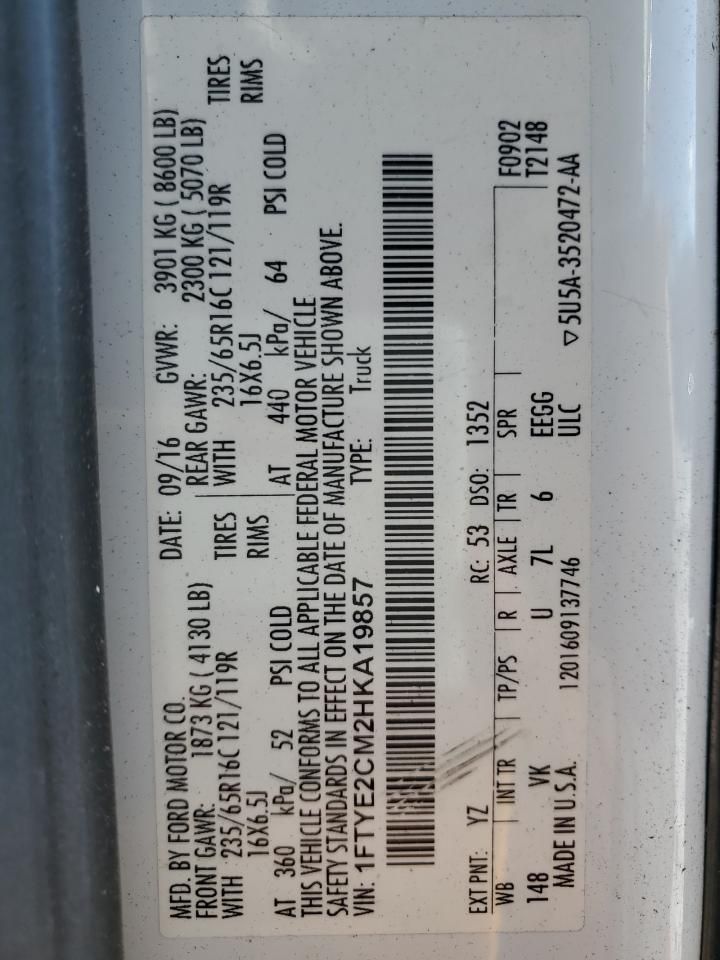 MFD. BY FORD MOTOR CO. DATE: 09/16 GVWR: 3901 KG ( 8600 LB)
FRONT GAWR: 1873 KG ( 4130 LB) REAR GAWR: 2300 KG ( 5070 LB)
WITH 235/65R16C 121/119R TIRES WITH 235/65R16C 121/119R TIRES
16X6.5J RIMS 16X6.5J RIMS
AT 360 kPa/ 52 PSI COLD AT 440 kPa/ 64 PSI COLD
THIS VEHICLE CONFORMS TO ALL APPLICABLE FEDERAL MOTOR VEHICLE
SAFETY STANDARDS IN EFFECT ON THE DATE OF MANUFACTURE SHOWN ABOVE.
VIN: 1FTYE2CM2HKA19857 TYPE: Truck
EXT PNT: YZ RC: 53 DSO: 1352 F0902
WB INT TR TP/PS R AXLE TR SPR T2148
148 VK U 7L 6 EEGG
MADE IN U.S.A. 1201609137746 ULC ▽5U5A-3520472-AA